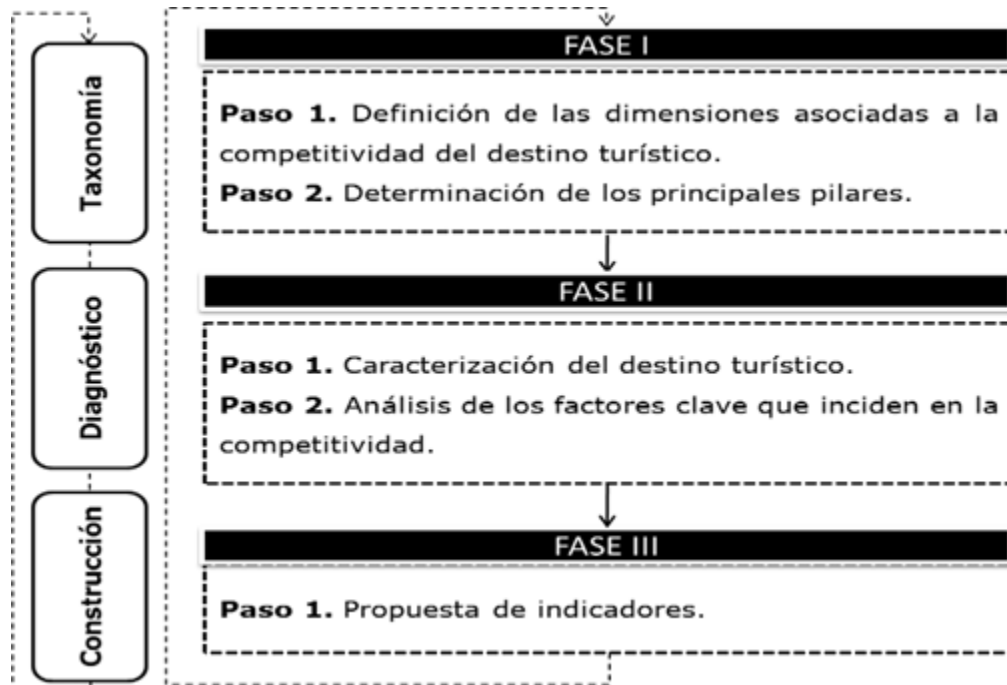 Taxonomía
FASE I
Paso 1. Definición de las dimensiones asociadas a la
competitividad del destino turístico.
Paso 2. Determinación de los principales pilares.
Diagnóstico
FASE II
Paso 1. Caracterización del destino turístico.
Paso 2. Análisis de los factores clave que inciden en la
competitividad.
Construcción
FASE III
Paso 1. Propuesta de indicadores.